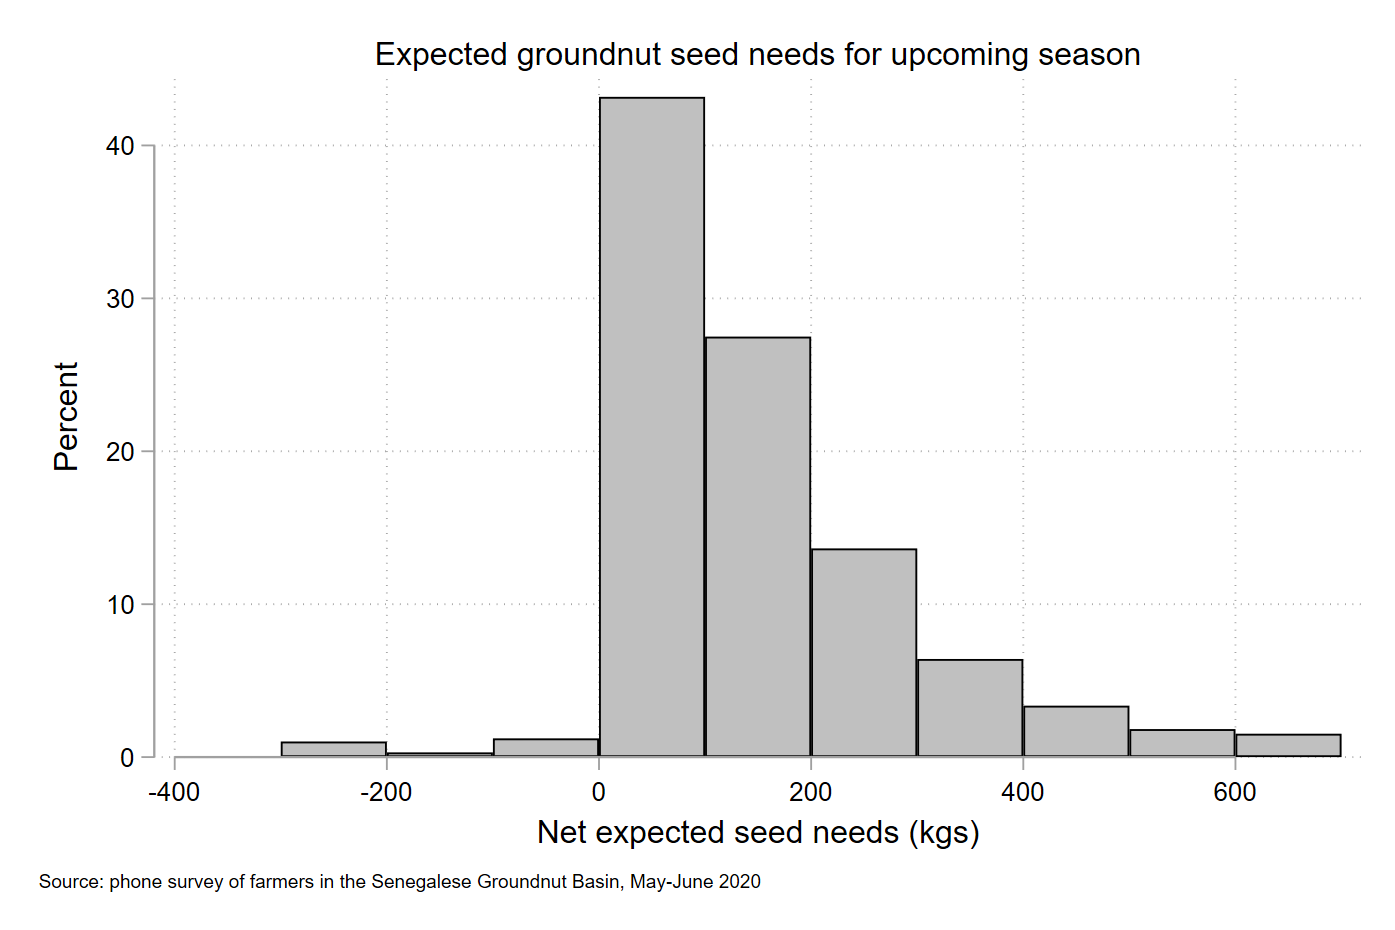 Expected groundnut seed needs for upcoming season
40
30
20
10
0
Percent
-400 -200 0 200 400 600
Net expected seed needs (kgs)
Source: phone survey of farmers in the Senegalese Groundnut Basin, May-June 2020